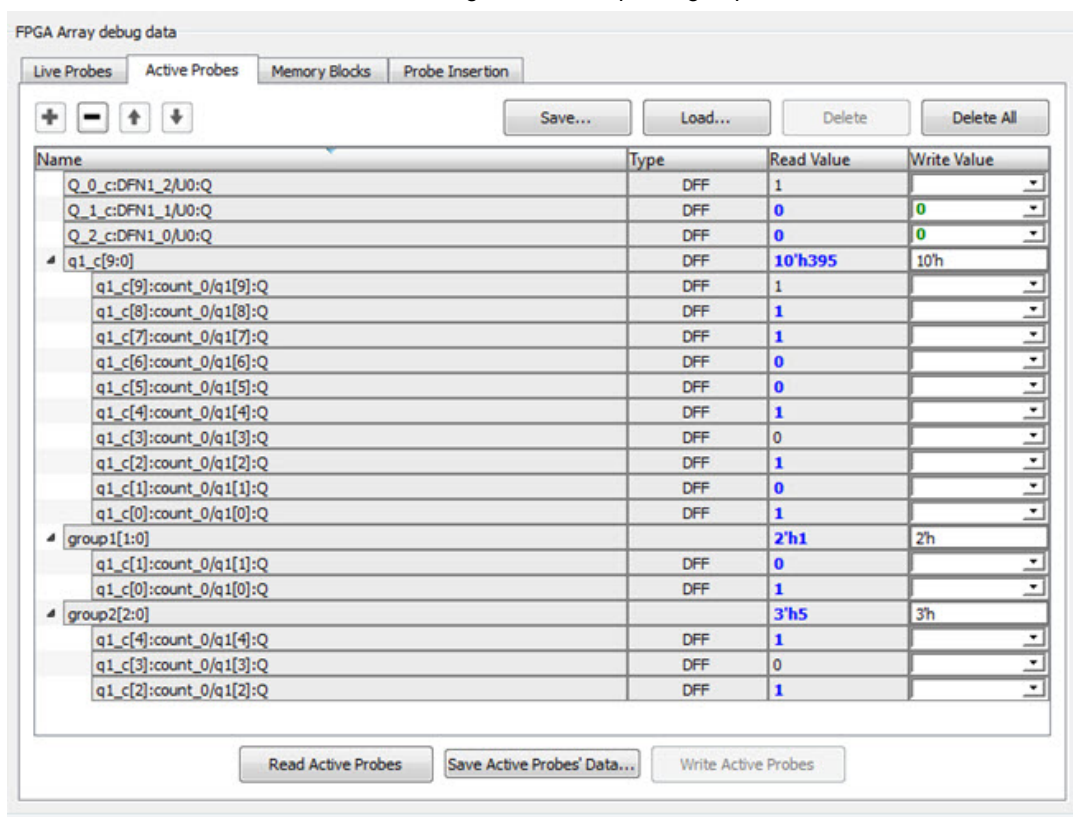 FPGA Array debug data
Live Probes Active Probes Memory Blocks Probe Insertion
Save... Load... Delete Delete All
Name Type Read Value Write Value
Q_0_c:DFN1_2/U0:Q DFF 1
Q_1_c:DFN1_1/U0:Q DFF 0 0
Q_2_c:DFN1_0/U0:Q DFF 0 0
q1_c[9:0] DFF 10'h395 10'h
q1_c[9]:count_0/q1[9]:Q DFF 1
q1_c[8]:count_0/q1[8]:Q DFF 1
q1_c[7]:count_0/q1[7]:Q DFF 1
q1_c[6]:count_0/q1[6]:Q DFF 0
q1_c[5]:count_0/q1[5]:Q DFF 0
q1_c[4]:count_0/q1[4]:Q DFF 1
q1_c[3]:count_0/q1[3]:Q DFF 0
q1_c[2]:count_0/q1[2]:Q DFF 1
q1_c[1]:count_0/q1[1]:Q DFF 0
q1_c[0]:count_0/q1[0]:Q DFF 1
group1[1:0] 2'h1 2'h
q1_c[1]:count_0/q1[1]:Q DFF 0
q1_c[0]:count_0/q1[0]:Q DFF 1
group2[2:0] 3'h5 3'h
q1_c[4]:count_0/q1[4]:Q DFF 1
q1_c[3]:count_0/q1[3]:Q DFF 0
q1_c[2]:count_0/q1[2]:Q DFF 1
Read Active Probes Save Active Probes' Data... Write Active Probes